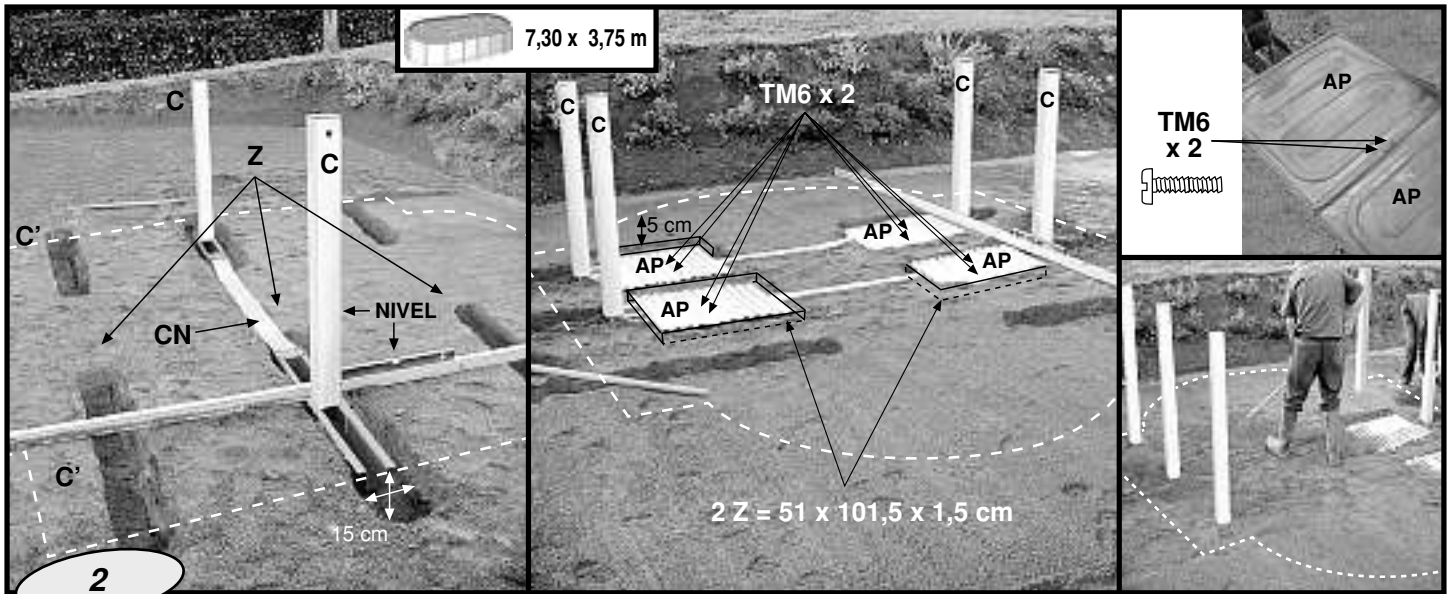 7,30 x 3,75 m
C
Z
C
C'
CN
NIVEL
C'
15 cm
2
TM6 x 2
C
C
C
C
5 cm
AP
AP
AP
AP
2 Z = 51 x 101,5 x 1,5 cm
AP
TM6
x 2
AP